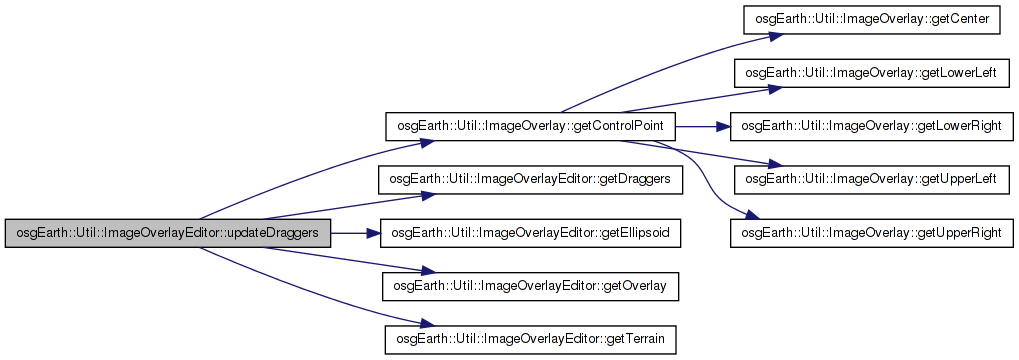 osgEarth::Util::ImageOverlayEditor::updateDraggers
osgEarth::Util::ImageOverlay::getControlPoint
osgEarth::Util::ImageOverlayEditor::getDraggers
osgEarth::Util::ImageOverlayEditor::getEllipsoid
osgEarth::Util::ImageOverlayEditor::getOverlay
osgEarth::Util::ImageOverlayEditor::getTerrain
osgEarth::Util::ImageOverlay::getCenter
osgEarth::Util::ImageOverlay::getLowerLeft
osgEarth::Util::ImageOverlay::getLowerRight
osgEarth::Util::ImageOverlay::getUpperLeft
osgEarth::Util::ImageOverlay::getUpperRight